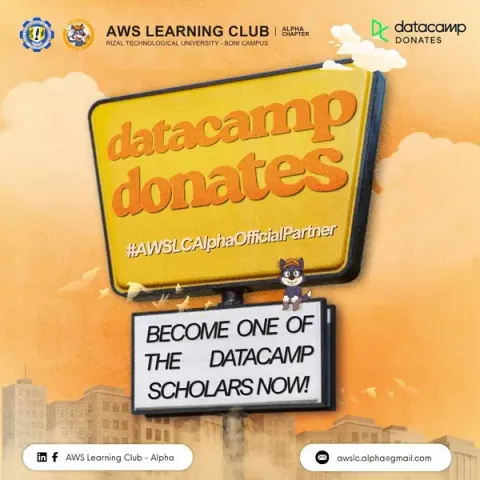 AWS LEARNING CLUB | ALPHA CHAPTER
RIZAL TECHNOLOGICAL UNIVERSITY - BONI CAMPUS
datacamp
DONATES
datacamp
donates
#AWSLCAlphaOfficialPartner
BECOME ONE OF
THE DATACAMP
SCHOLARS NOW!
AWS Learning Club - Alpha
awslc.alpha@gmail.com